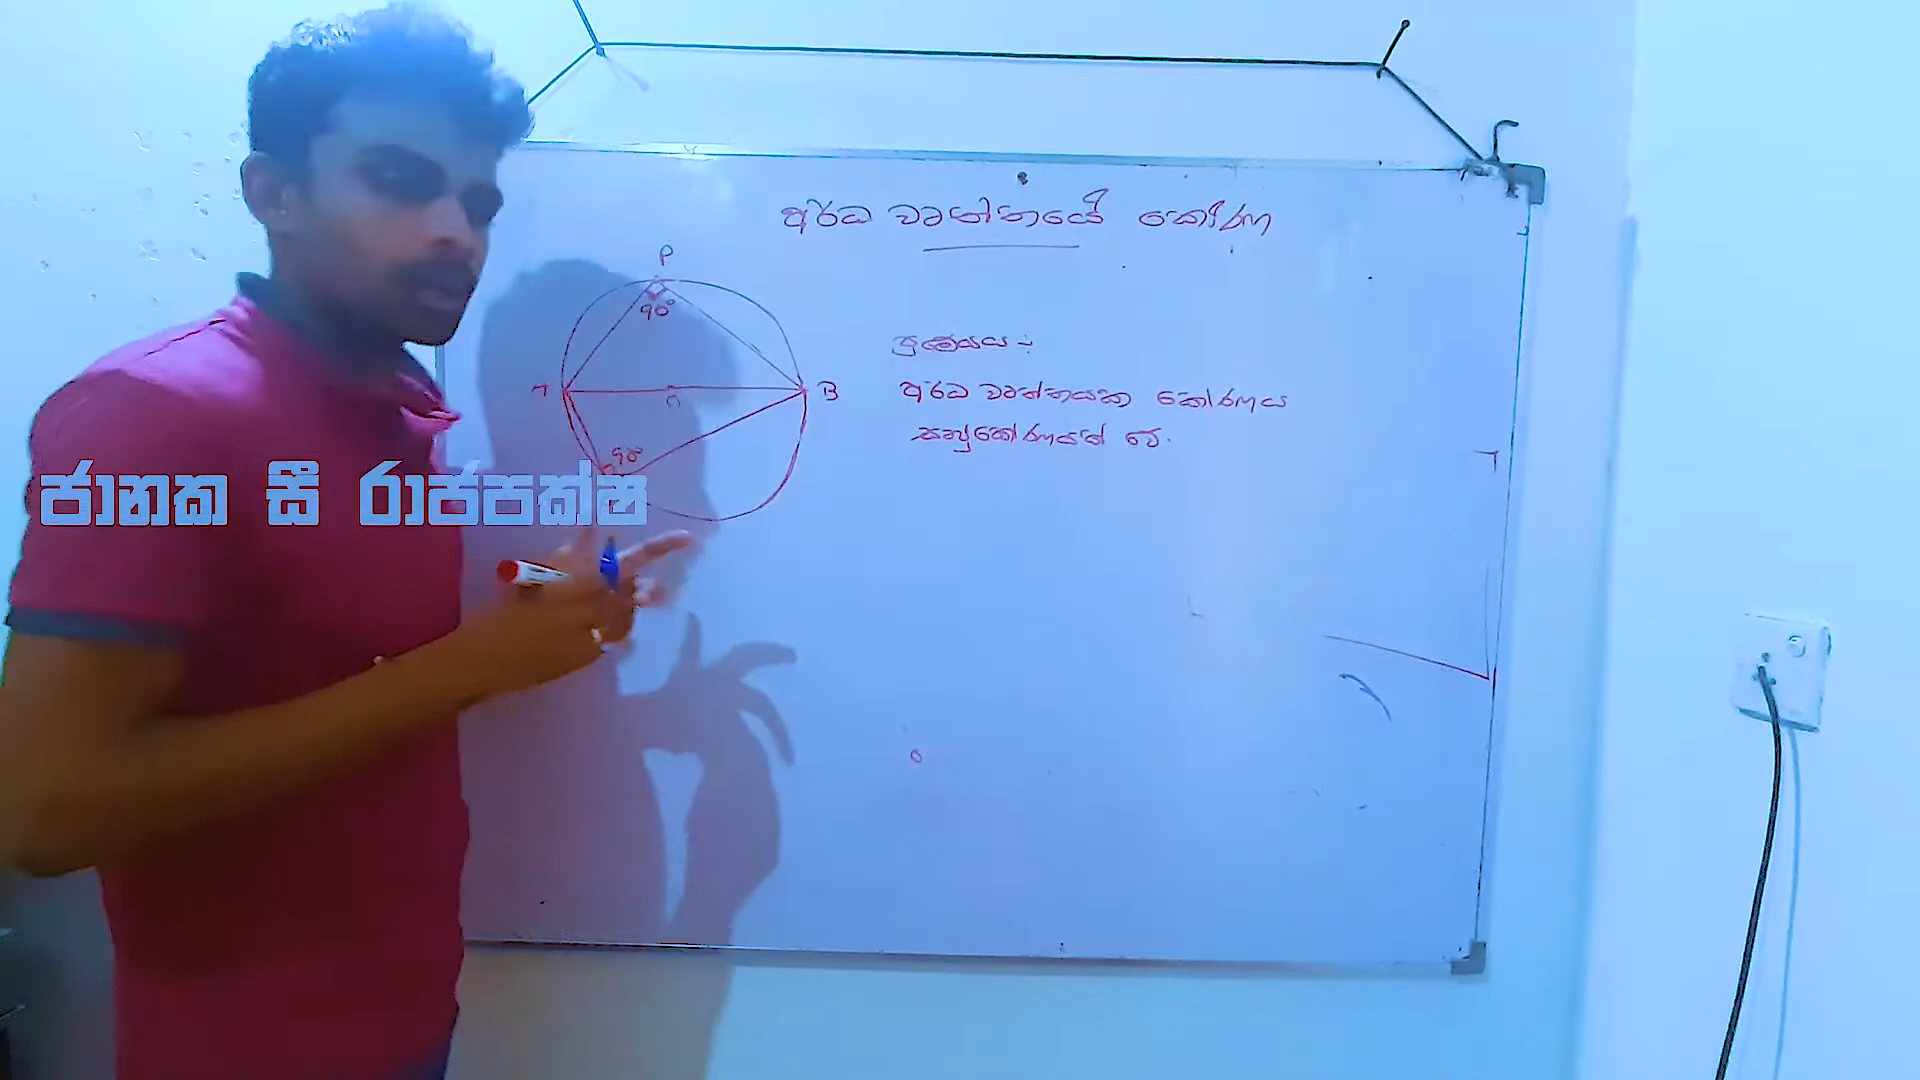 අර්ධ වෘත්තයේ කෝණ
P
90°
ප්‍රමේයය :-
A
B
O
අර්ධ වෘත්තයක කෝණය
සෘජුකෝණයක් වේ.
90°
ජානක සී රාජපක්ෂ